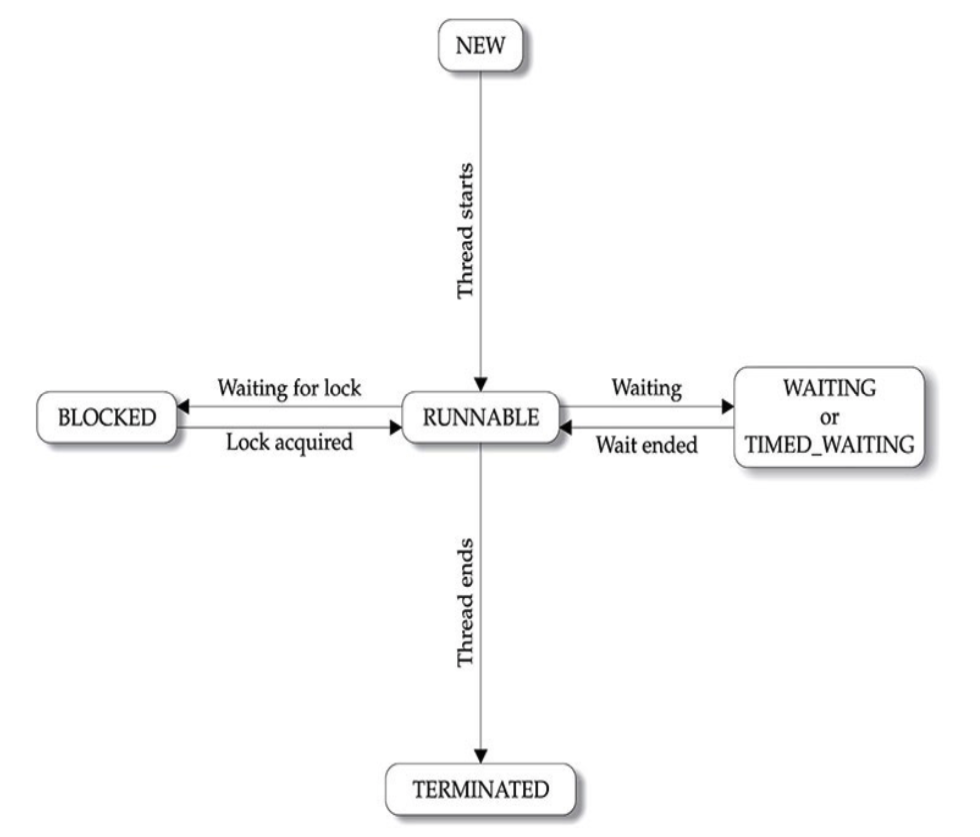 NEW
Thread starts
Waiting for lock
Waiting
BLOCKED
RUNNABLE
WAITING
or
TIMED_WAITING
Lock acquired
Wait ended
Thread ends
TERMINATED